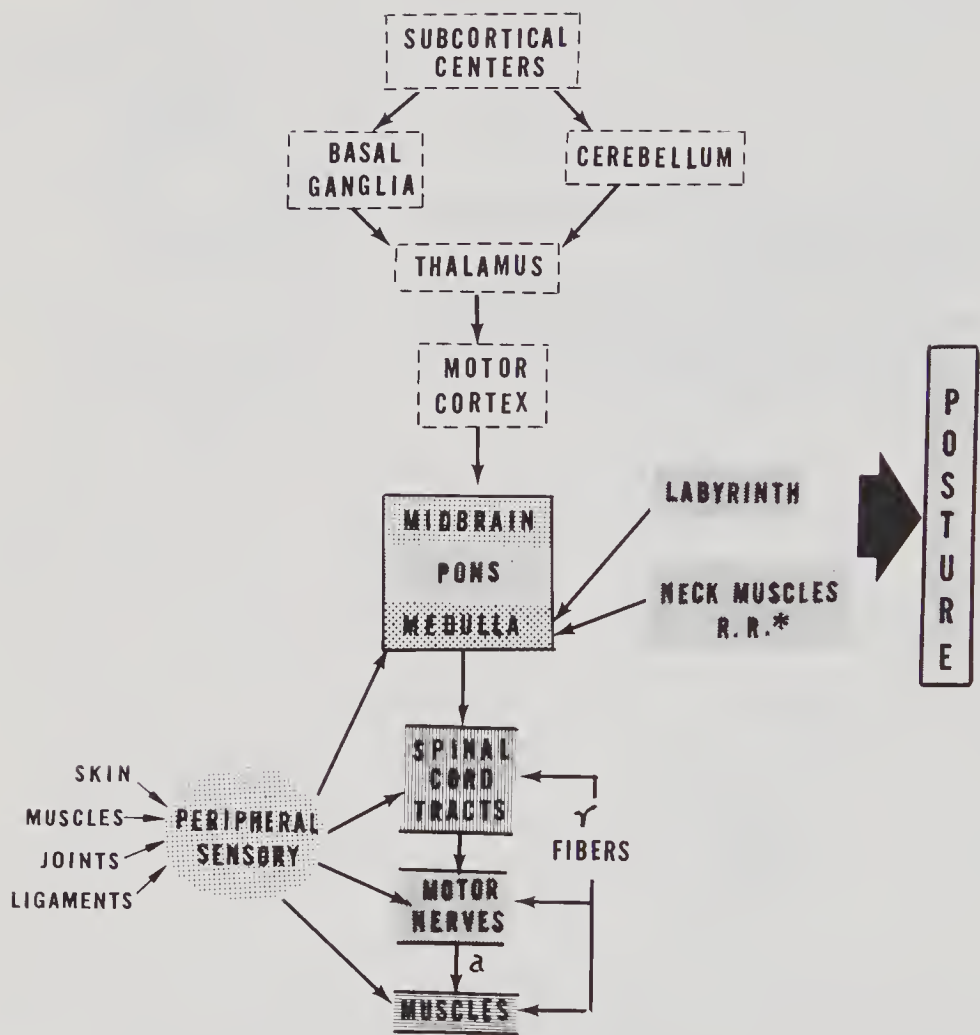 SUBCORTICAL
CENTERS
BASAL
GANGLIA
CEREBELLUM
THALAMUS
MOTOR
CORTEX
MIDBRAIN
PONS
MEDULLA
LABYRINTH
NECK MUSCLES
R.R.*
POSTURE
SKIN
MUSCLES
JOINTS
LIGAMENTS
PERIPHERAL
SENSORY
SPINAL
CORD
TRACTS
γ
FIBERS
MOTOR
NERVES
a
MUSCLES